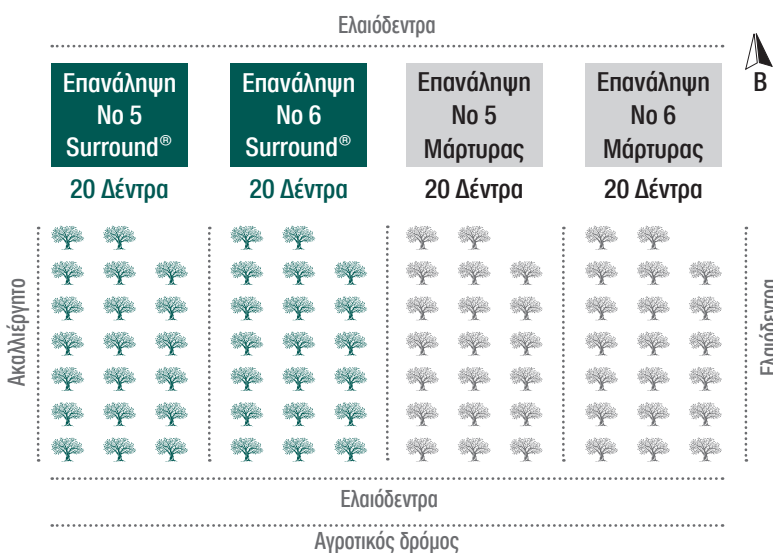 Ελαιόδεντρα
Β
Επανάληψη
Νο 5
Surround®
Επανάληψη
Νο 6
Surround®
Επανάληψη
Νο 5
Μάρτυρας
Επανάληψη
Νο 6
Μάρτυρας
20 Δέντρα
20 Δέντρα
20 Δέντρα
20 Δέντρα
Ακαλλιέργητο
Ελαιόδεντρα
Ελαιόδεντρα
Αγροτικός δρόμος